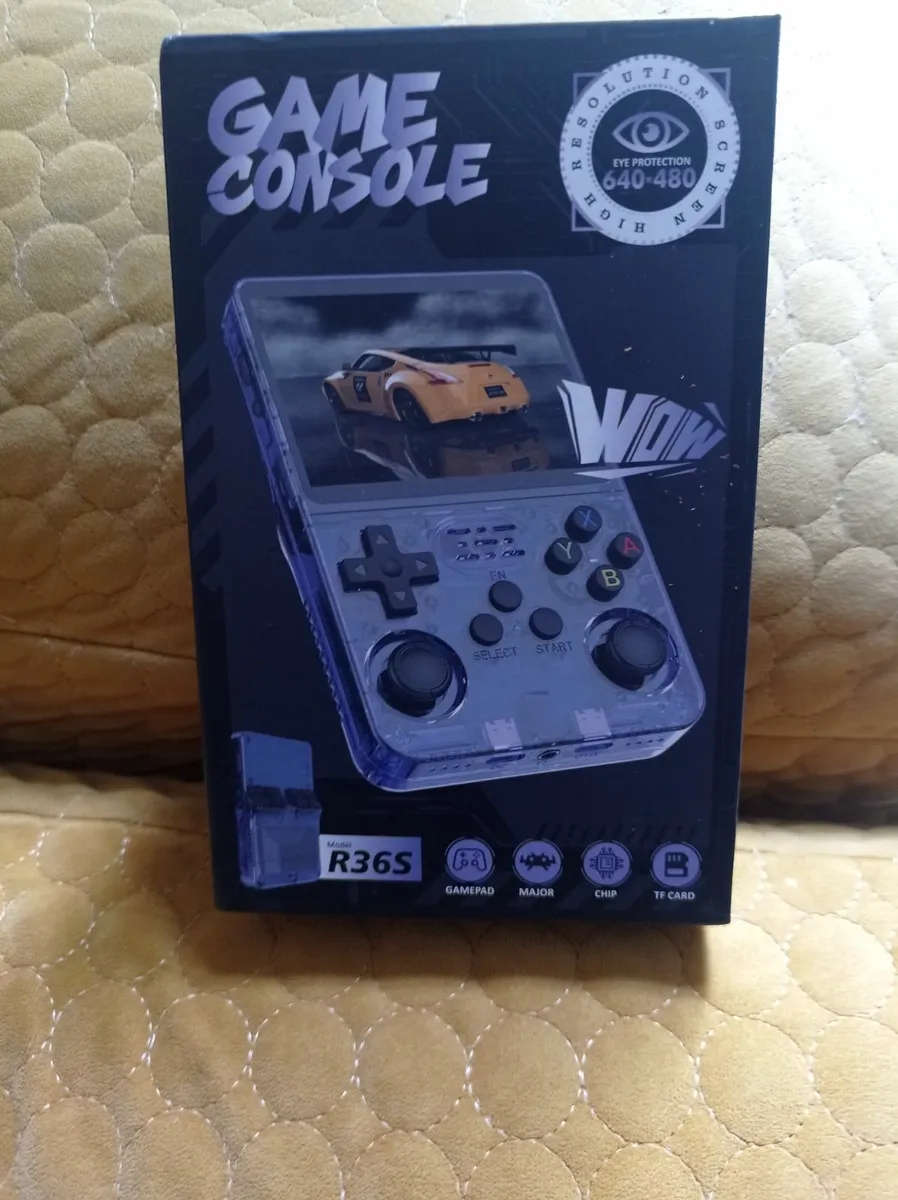 GAME
CONSOLE
HIGH RESOLUTION SCREEN
EYE PROTECTION
640*480
WOW
X
Y
A
B
FN
SELECT
START
Model
R36S
GAMEPAD
MAJOR
CHIP
TF CARD